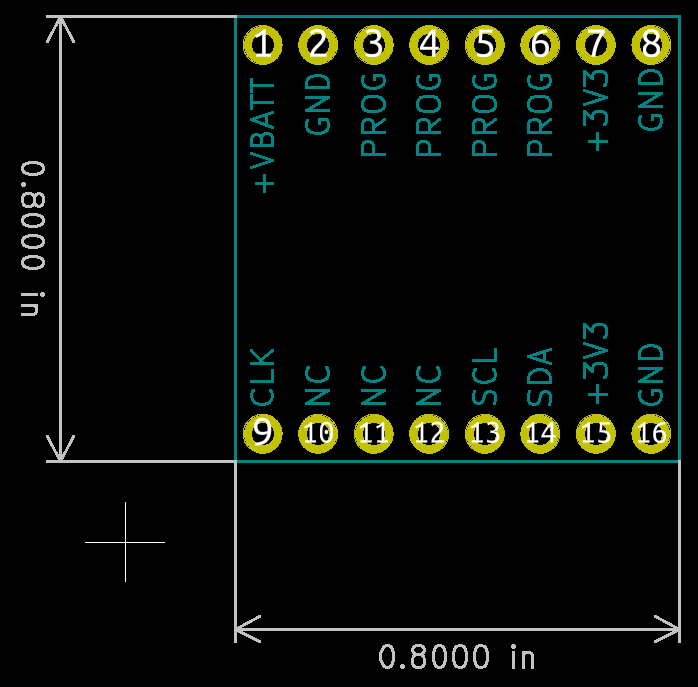 1 2 3 4 5 6 7 8
+VBATT GND PROG PROG PROG PROG +3V3 GND
0.8000 in
CLK NC NC NC SCL SDA +3V3 GND
9 10 11 12 13 14 15 16
0.8000 in